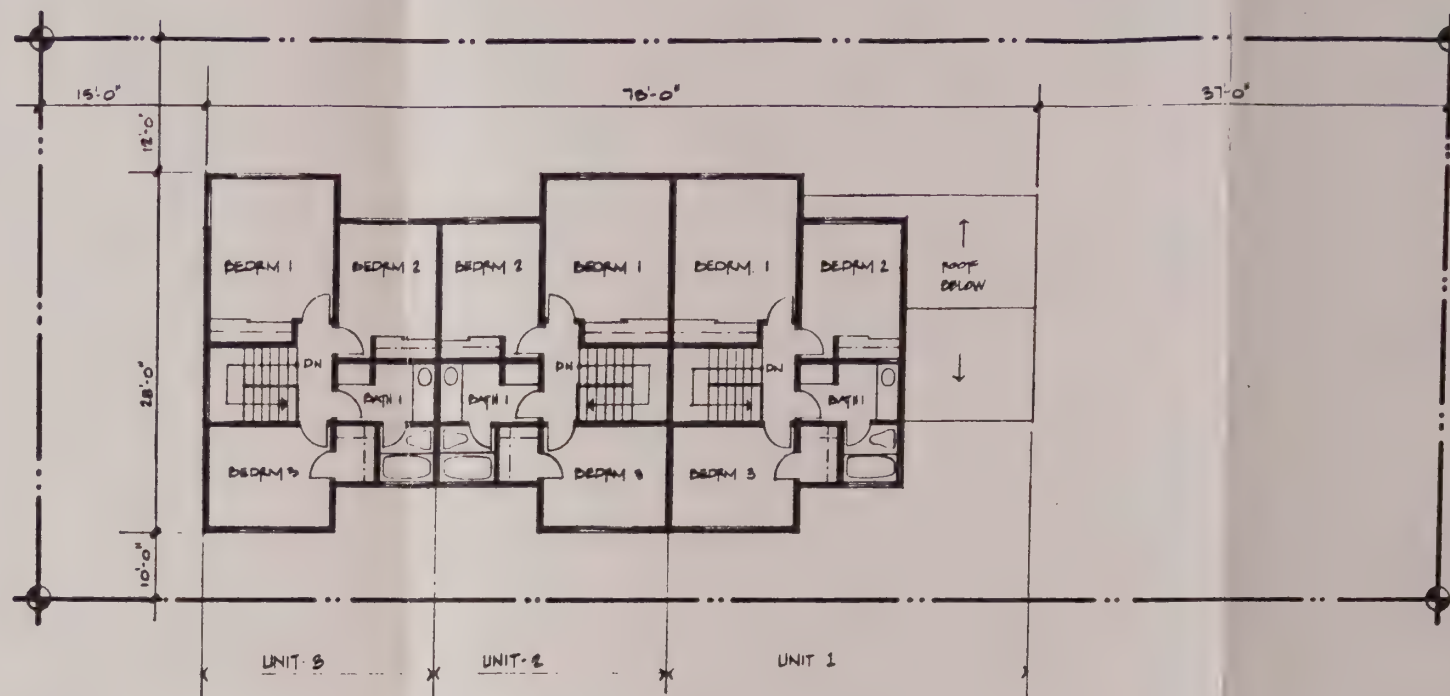 15'-0"
78'-0"
37'-0"
12'-0"
28'-0"
10'-0"
BEDRM 1
BEDRM 2
BEDRM 2
BEDRM 1
BEDRM. 1
BEDRM 2
ROOF
BELOW
DN
DN
DN
BATH 1
BATH 1
BATH 1
BEDRM 3
BEDRM 3
BEDRM 3
UNIT-3
UNIT-2
UNIT 1